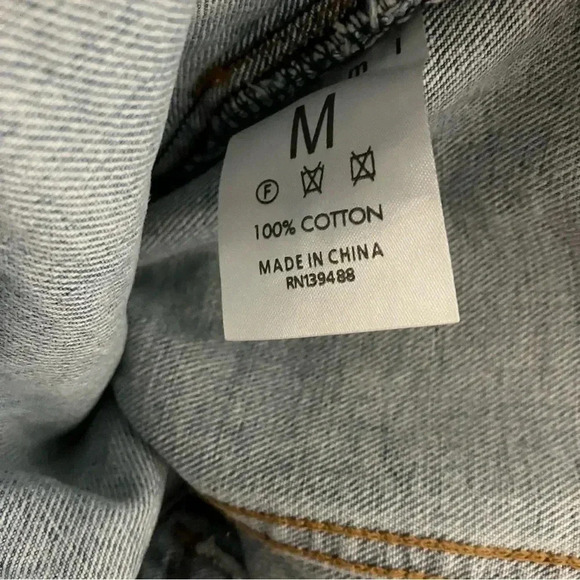 M
F
100% COTTON
MADE IN CHINA
RN139488